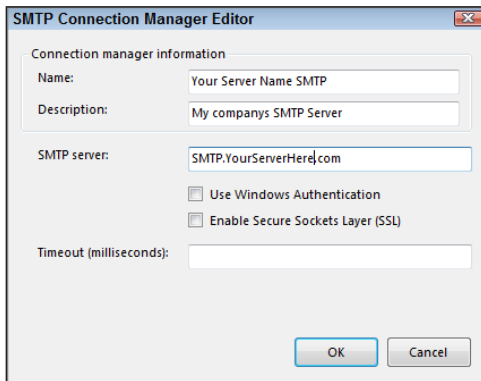 SMTP Connection Manager Editor
Connection manager information
Name: Your Server Name SMTP
Description: My companys SMTP Server
SMTP server: SMTP.YourServerHere.com
Use Windows Authentication
Enable Secure Sockets Layer (SSL)
Timeout (milliseconds):
OK Cancel